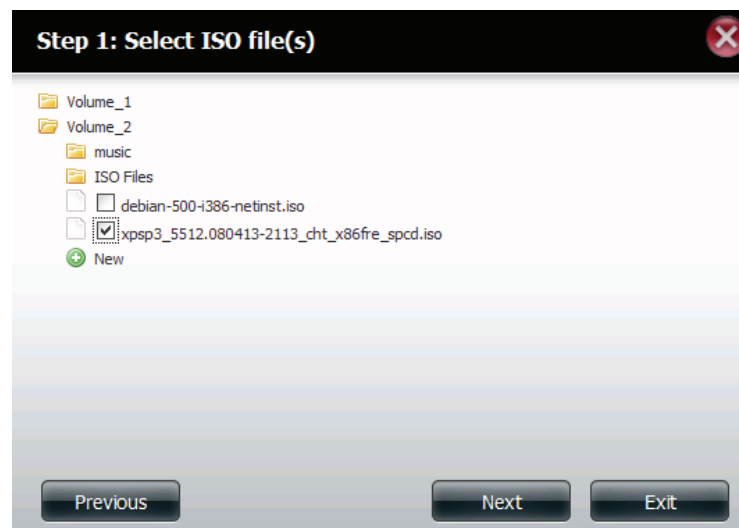 Step 1: Select ISO file(s)
Volume_1
Volume_2
music
ISO Files
debian-500-i386-netinst.iso
xpsp3_5512.080413-2113_cht_x86fre_spcd.iso
New
Previous
Next
Exit